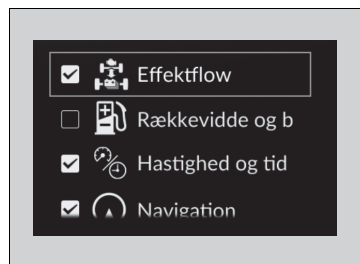 Effektflow
Rækkevidde og b
Hastighed og tid
Navigation